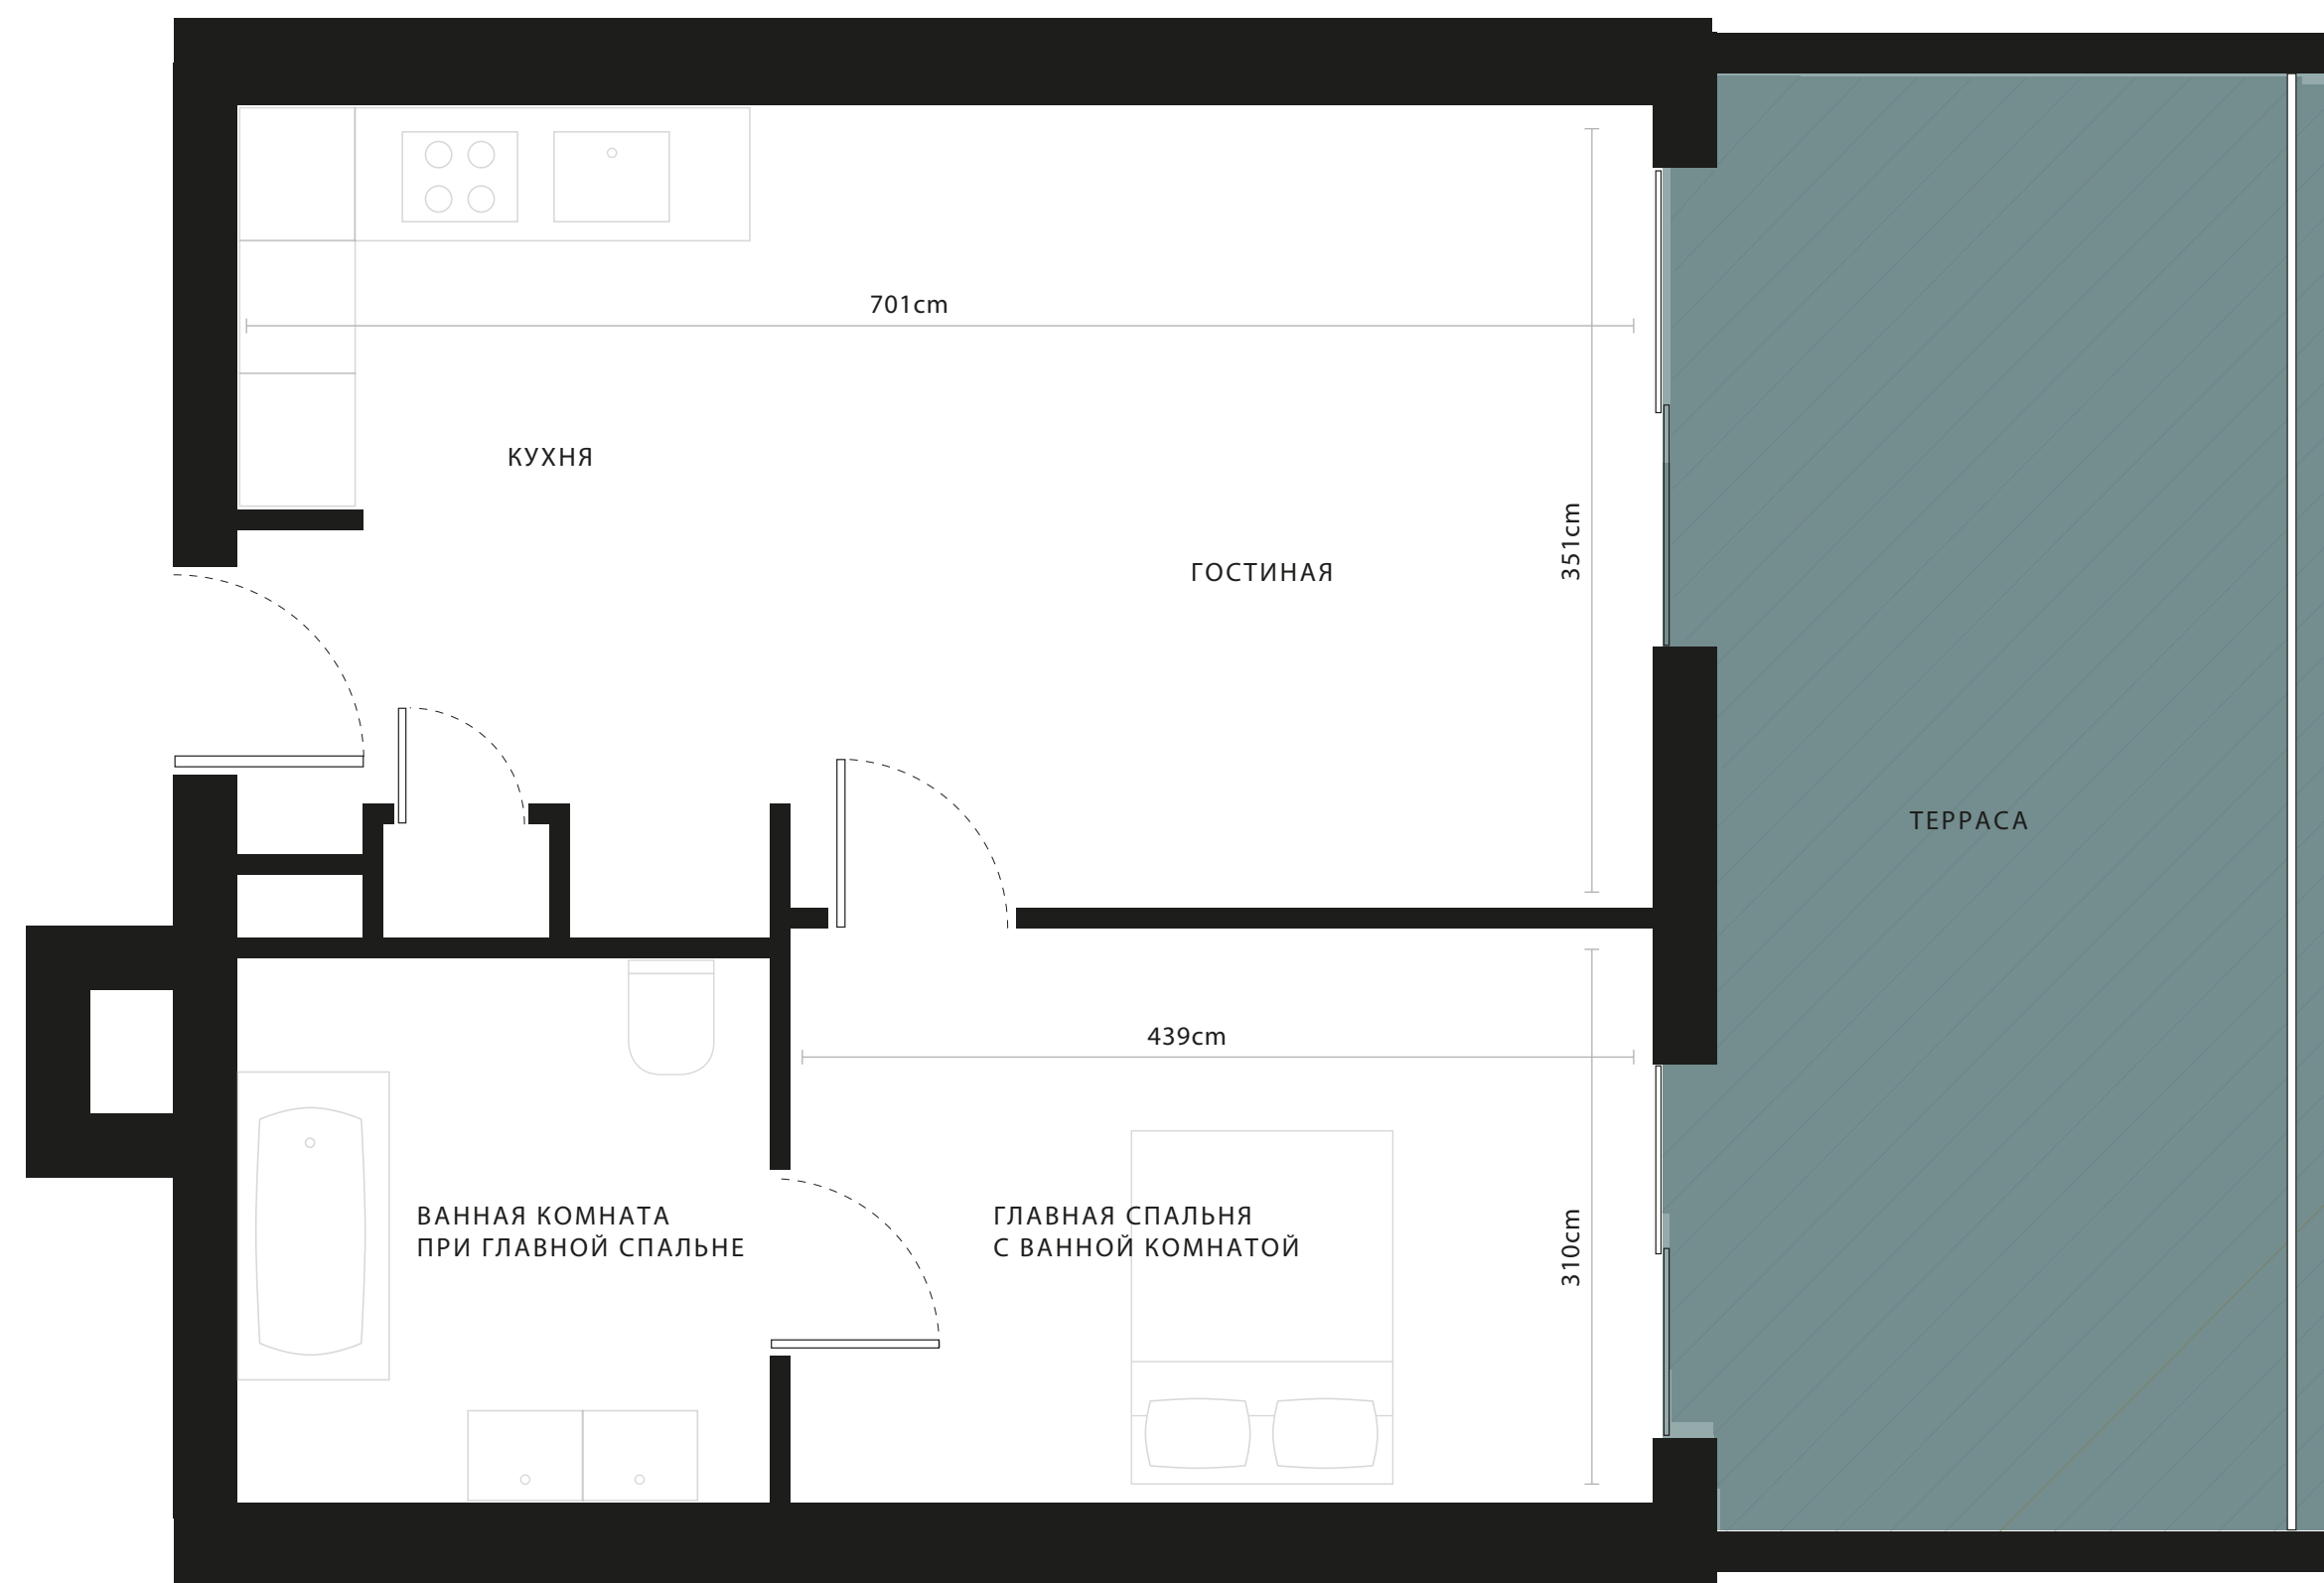 701cm
КУХНЯ
351cm
ГОСТИНАЯ
ТЕРРАСА
439cm
ВАННАЯ КОМНАТА
ПРИ ГЛАВНОЙ СПАЛЬНЕ
ГЛАВНАЯ СПАЛЬНЯ
С ВАННОЙ КОМНАТОЙ
310cm